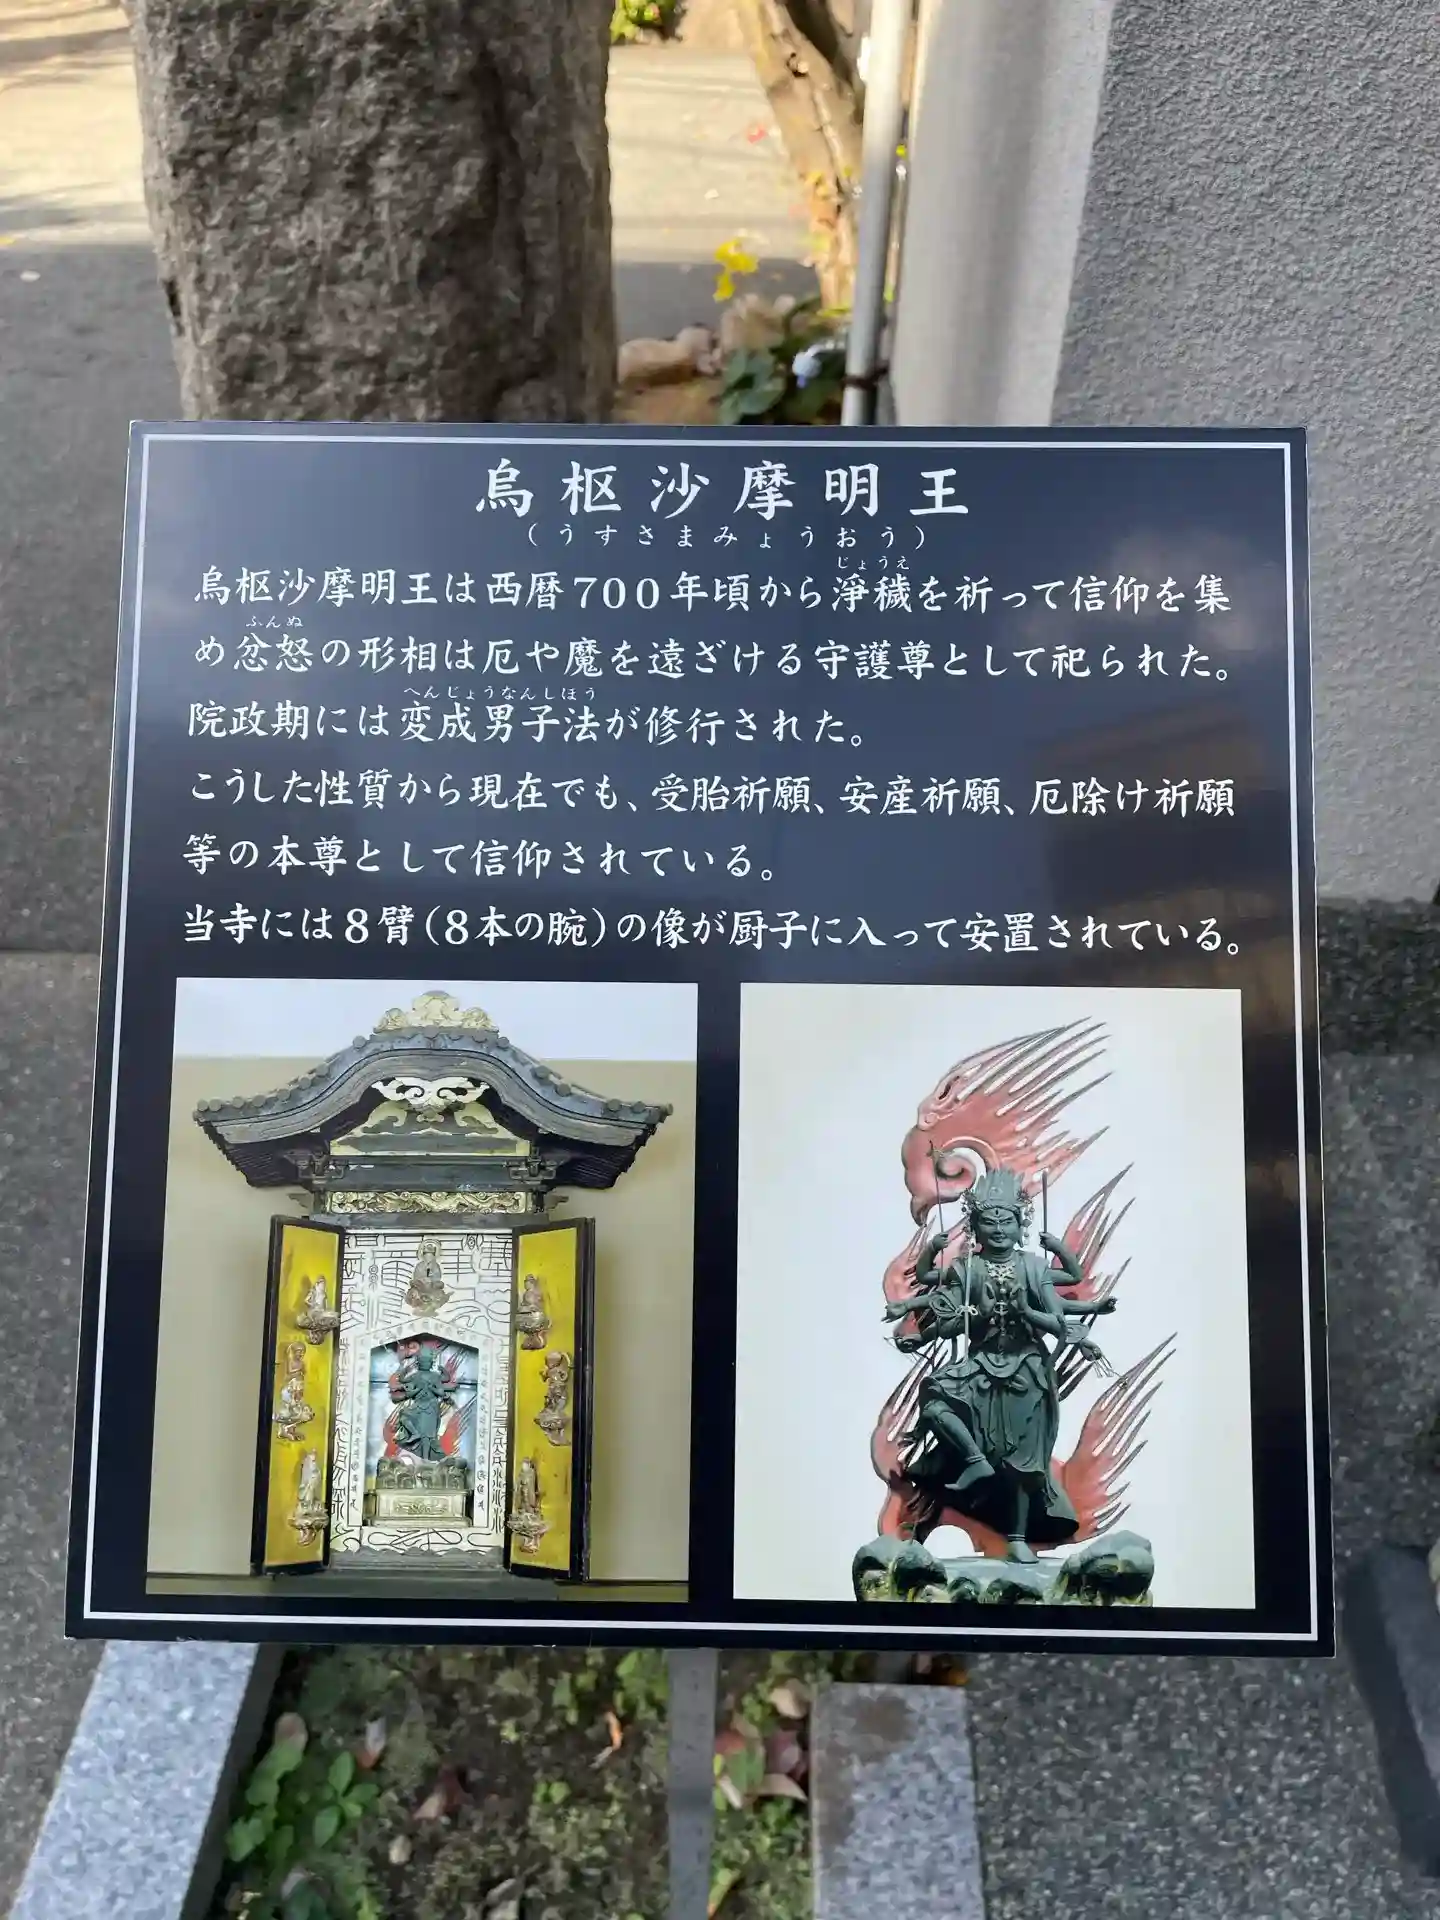 烏枢沙摩明王
(うすさまみょうおう)
じょうえ
烏枢沙摩明王は西暦700年頃から淨穢を祈って信仰を集
ふんぬ
め忿怒の形相は厄や魔を遠ざける守護尊として祀られた。
へんじょうなんしほう
院政期には変成男子法が修行された。
こうした性質から現在でも、受胎祈願、安産祈願、厄除け祈願
等の本尊として信仰されている。
当寺には8臂(8本の腕)の像が厨子に入って安置されている。